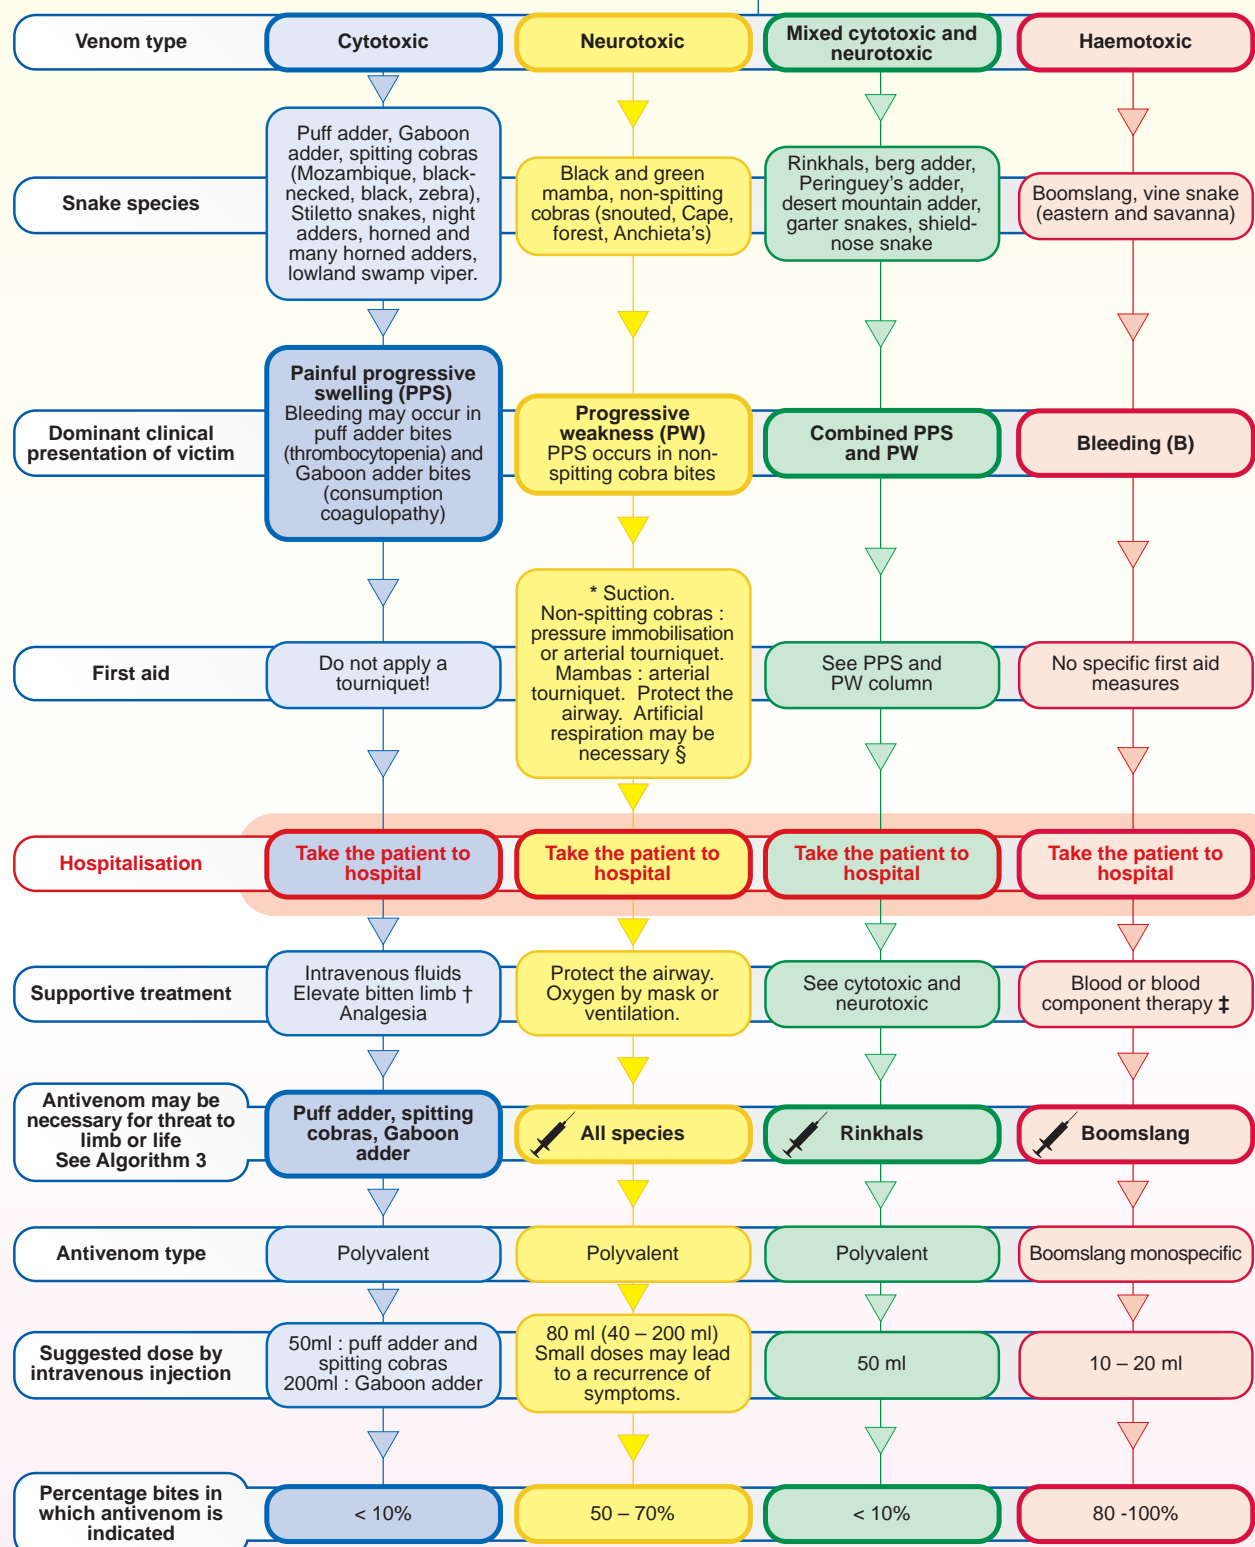 Venom type
Cytotoxic
Neurotoxic
Mixed cytotoxic and
neurotoxic
Haemotoxic
Snake species
Puff adder, Gaboon
adder, spitting cobras
(Mozambique, black-
necked, black, zebra),
Stiletto snakes, night
adders, horned and
many horned adders,
lowland swamp viper.
Black and green
mamba, non-spitting
cobras (snouted, Cape,
forest, Anchieta's)
Rinkhals, berg adder,
Peringuey's adder,
desert mountain adder,
garter snakes, shield-
nose snake
Boomslang, vine snake
(eastern and savanna)
Dominant clinical
presentation of victim
Painful progressive
swelling (PPS)
Bleeding may occur in
puff adder bites
(thrombocytopenia) and
Gaboon adder bites
(consumption
coagulopathy)
Progressive
weakness (PW)
PPS occurs in non-
spitting cobra bites
Combined PPS
and PW
Bleeding (B)
First aid
Do not apply a
tourniquet!
* Suction.
Non-spitting cobras :
pressure immobilisation
or arterial tourniquet.
Mambas : arterial
tourniquet. Protect the
airway. Artificial
respiration may be
necessary §
See PPS and
PW column
No specific first aid
measures
Hospitalisation
Take the patient to
hospital
Take the patient to
hospital
Take the patient to
hospital
Take the patient to
hospital
Supportive treatment
Intravenous fluids
Elevate bitten limb †
Analgesia
Protect the airway.
Oxygen by mask or
ventilation.
See cytotoxic and
neurotoxic
Blood or blood
component therapy ‡
Antivenom may be
necessary for threat to
limb or life
See Algorithm 3
Puff adder, spitting
cobras, Gaboon
adder
All species
Rinkhals
Boomslang
Antivenom type
Polyvalent
Polyvalent
Polyvalent
Boomslang monospecific
Suggested dose by
intravenous injection
50ml : puff adder and
spitting cobras
200ml : Gaboon adder
80 ml (40 – 200 ml)
Small doses may lead
to a recurrence of
symptoms.
50 ml
10 – 20 ml
Percentage bites in
which antivenom is
indicated
< 10%
50 – 70%
< 10%
80 -100%